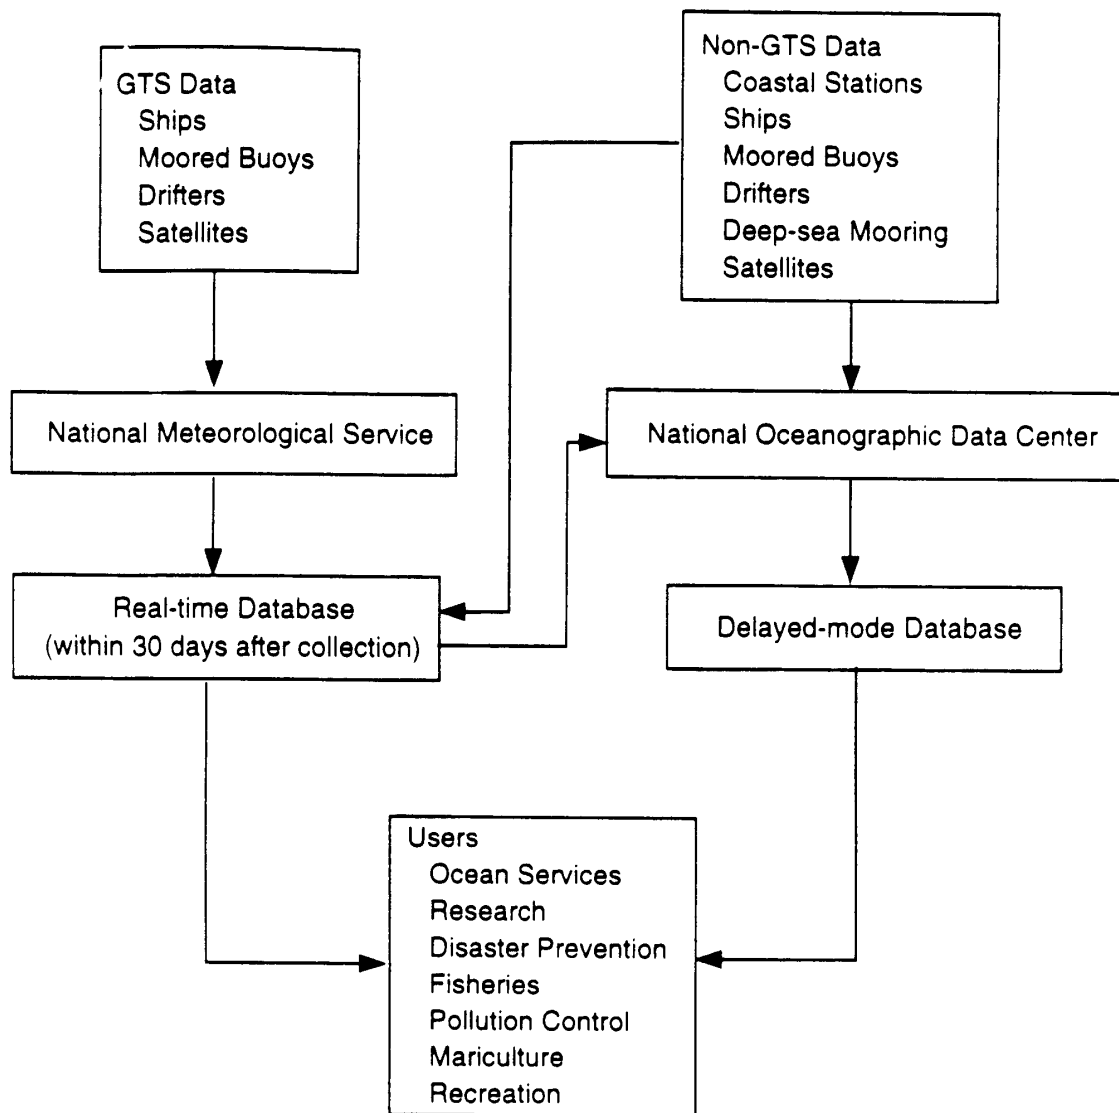 GTS Data
Ships
Moored Buoys
Drifters
Satellites
Non-GTS Data
Coastal Stations
Ships
Moored Buoys
Drifters
Deep-sea Mooring
Satellites
National Meteorological Service
National Oceanographic Data Center
Real-time Database
(within 30 days after collection)
Delayed-mode Database
Users
Ocean Services
Research
Disaster Prevention
Fisheries
Pollution Control
Mariculture
Recreation